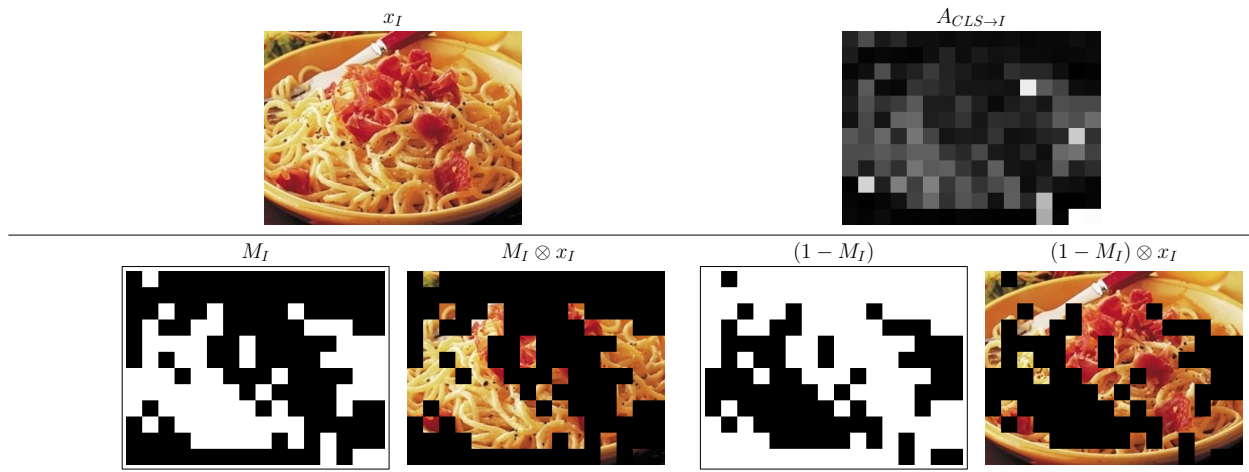 x_I
A_{CLS→I}
M_I
M_I ⊗ x_I
(1 − M_I)
(1 − M_I) ⊗ x_I